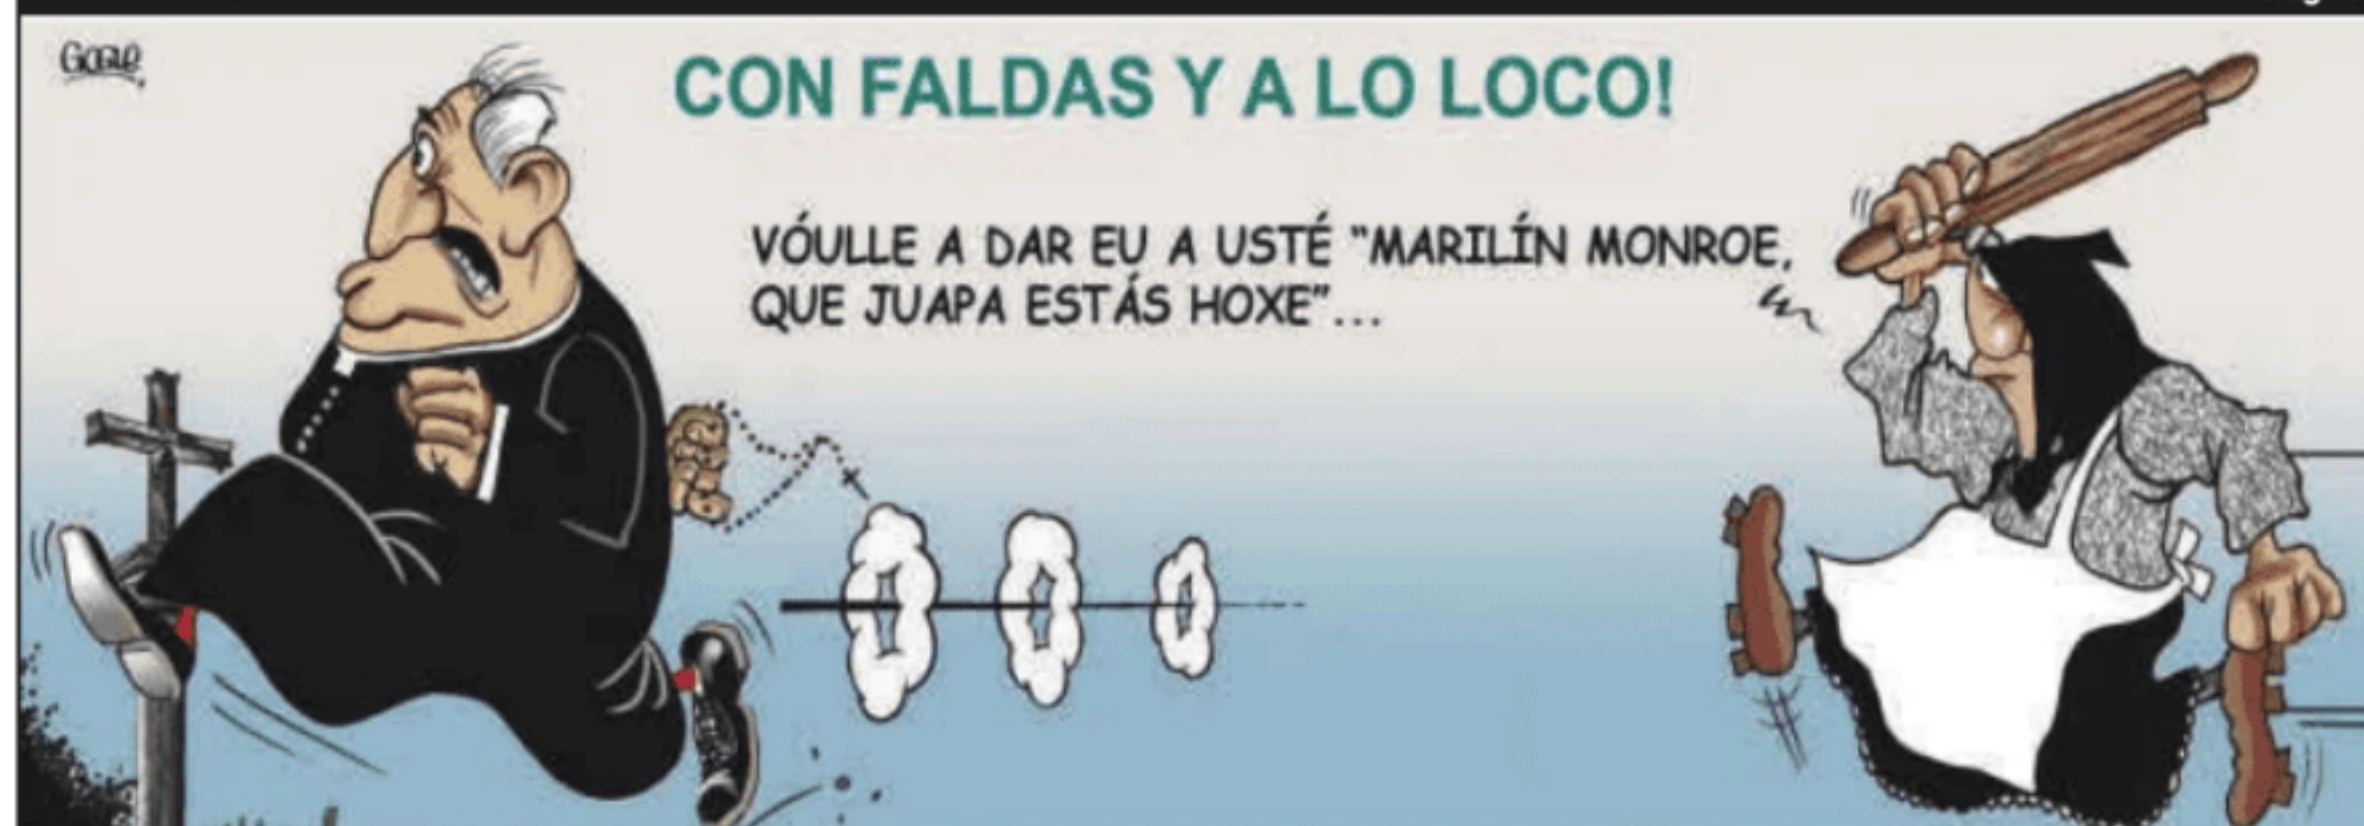 CON FALDAS Y A LO LOCO!
VÓULLE A DAR EU A USTÉ "MARILÍN MONROE,
QUE JUAPA ESTÁS HOXE"...